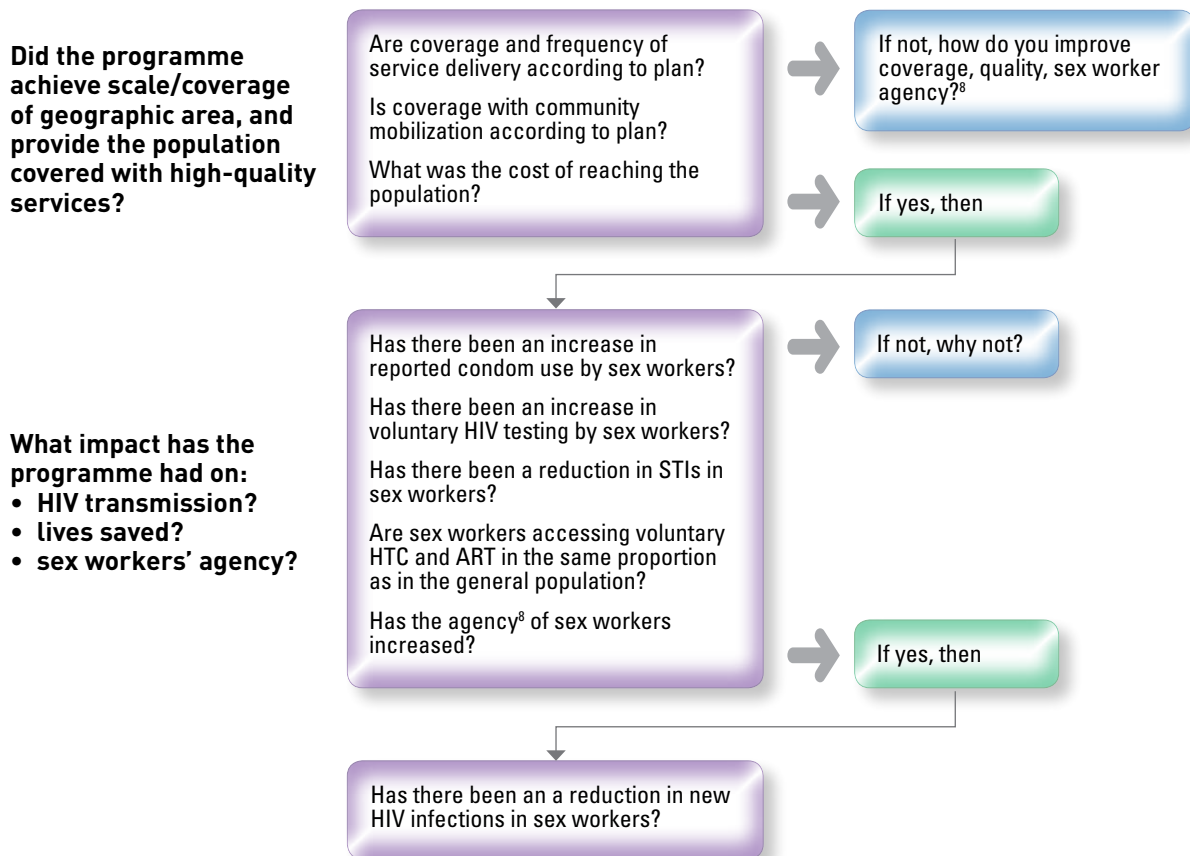 Did the programme
achieve scale/coverage
of geographic area, and
provide the population
covered with high-quality
services?
Are coverage and frequency of
service delivery according to plan?
Is coverage with community
mobilization according to plan?
What was the cost of reaching the
population?
If not, how do you improve
coverage, quality, sex worker
agency?⁸
If yes, then
What impact has the
programme had on:
• HIV transmission?
• lives saved?
• sex workers’ agency?
Has there been an increase in
reported condom use by sex workers?
Has there been an increase in
voluntary HIV testing by sex workers?
Has there been a reduction in STIs in
sex workers?
Are sex workers accessing voluntary
HTC and ART in the same proportion
as in the general population?
Has the agency⁸ of sex workers
increased?
If not, why not?
If yes, then
Has there been an a reduction in new
HIV infections in sex workers?